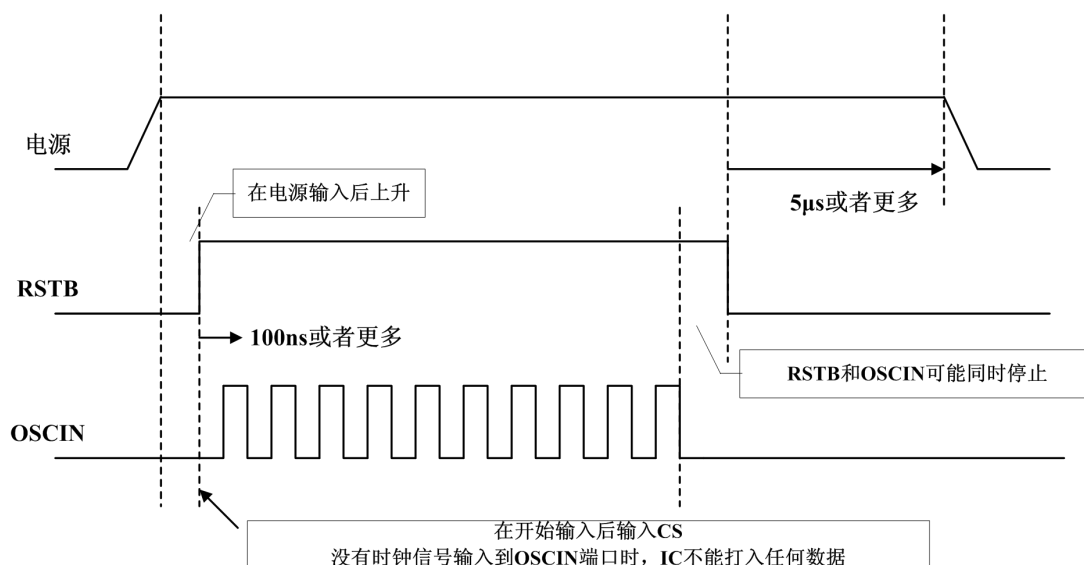 电源
在电源输入后上升
5μs或者更多
RSTB
100ns或者更多
RSTB和OSCIN可能同时停止
OSCIN
在开始输入后输入CS
没有时钟信号输入到OSCIN端口时，IC不能打入任何数据